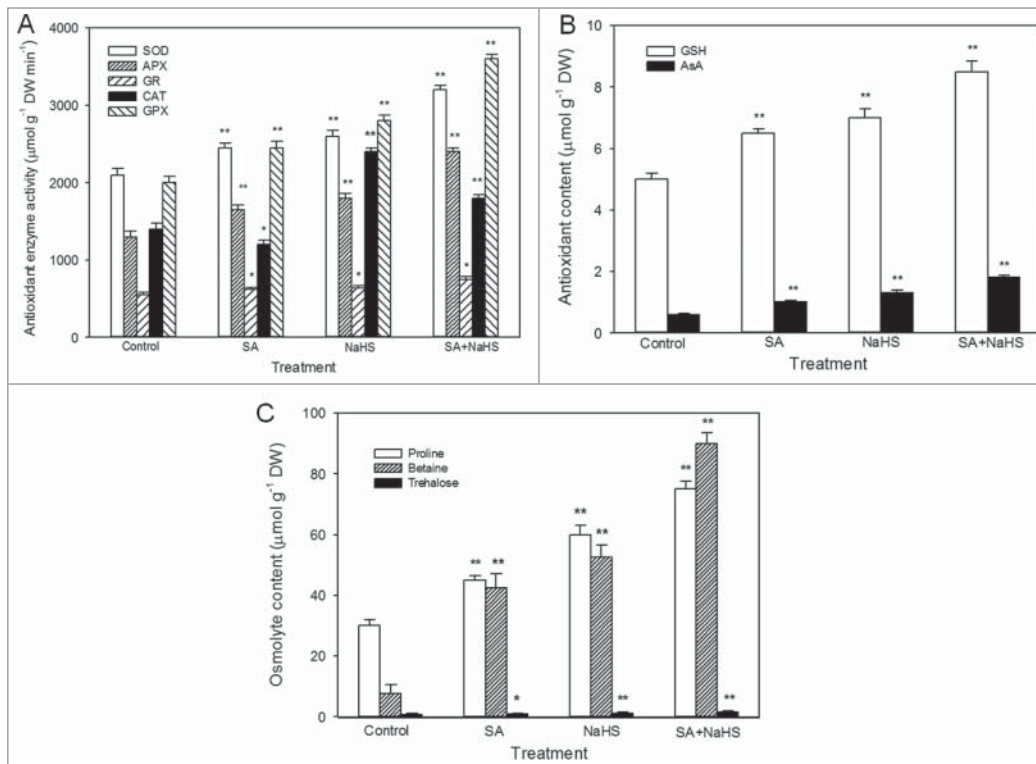 A
4000
3000
2000
1000
0
Antioxidant enzyme activity (μmol g⁻¹ DW min⁻¹)
SOD
APX
GR
CAT
GPX
** ** ** ** ** ** ** ** ** ** ** ** * * * *
Control SA NaHS SA+NaHS
Treatment
B
10
8
6
4
2
0
Antioxidant content (μmol g⁻¹ DW)
GSH
AsA
** ** ** ** ** **
Control SA NaHS SA+NaHS
Treatment
C
100
80
60
40
20
0
Osmolyte content (μmol g⁻¹ DW)
Proline
Betaine
Trehalose
** ** ** ** ** ** * ** **
Control SA NaHS SA+NaHS
Treatment